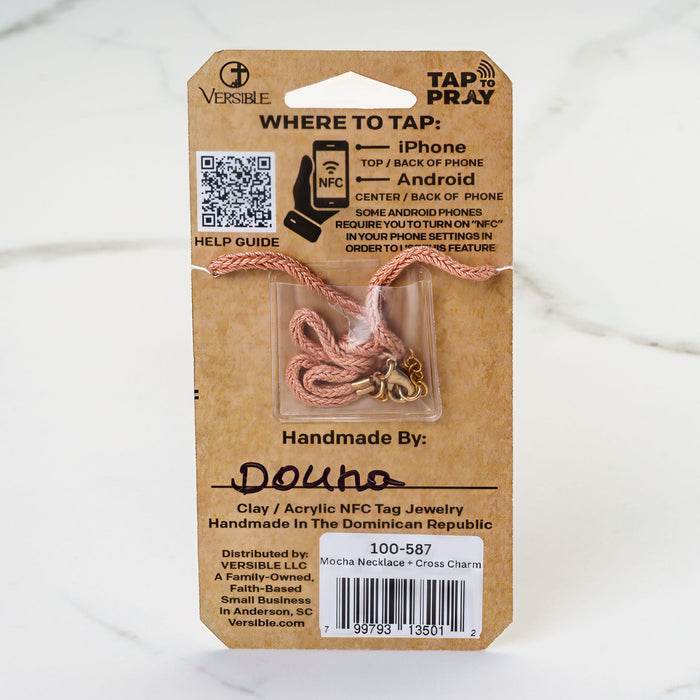 VERSIBLE
TAP TO PRAY
WHERE TO TAP:
iPhone
TOP / BACK OF PHONE
NFC
Android
CENTER / BACK OF PHONE
HELP GUIDE
SOME ANDROID PHONES
REQUIRE YOU TO TURN ON "NFC"
IN YOUR PHONE SETTINGS IN
ORDER TO USE THIS FEATURE
Handmade By:
Douna
Clay / Acrylic NFC Tag Jewelry
Handmade In The Dominican Republic
Distributed by:
VERSIBLE LLC
A Family-Owned,
Faith-Based
Small Business
in Anderson, SC
Versible.com
100-587
Mocha Necklace + Cross Charm
7 99793 13501 2